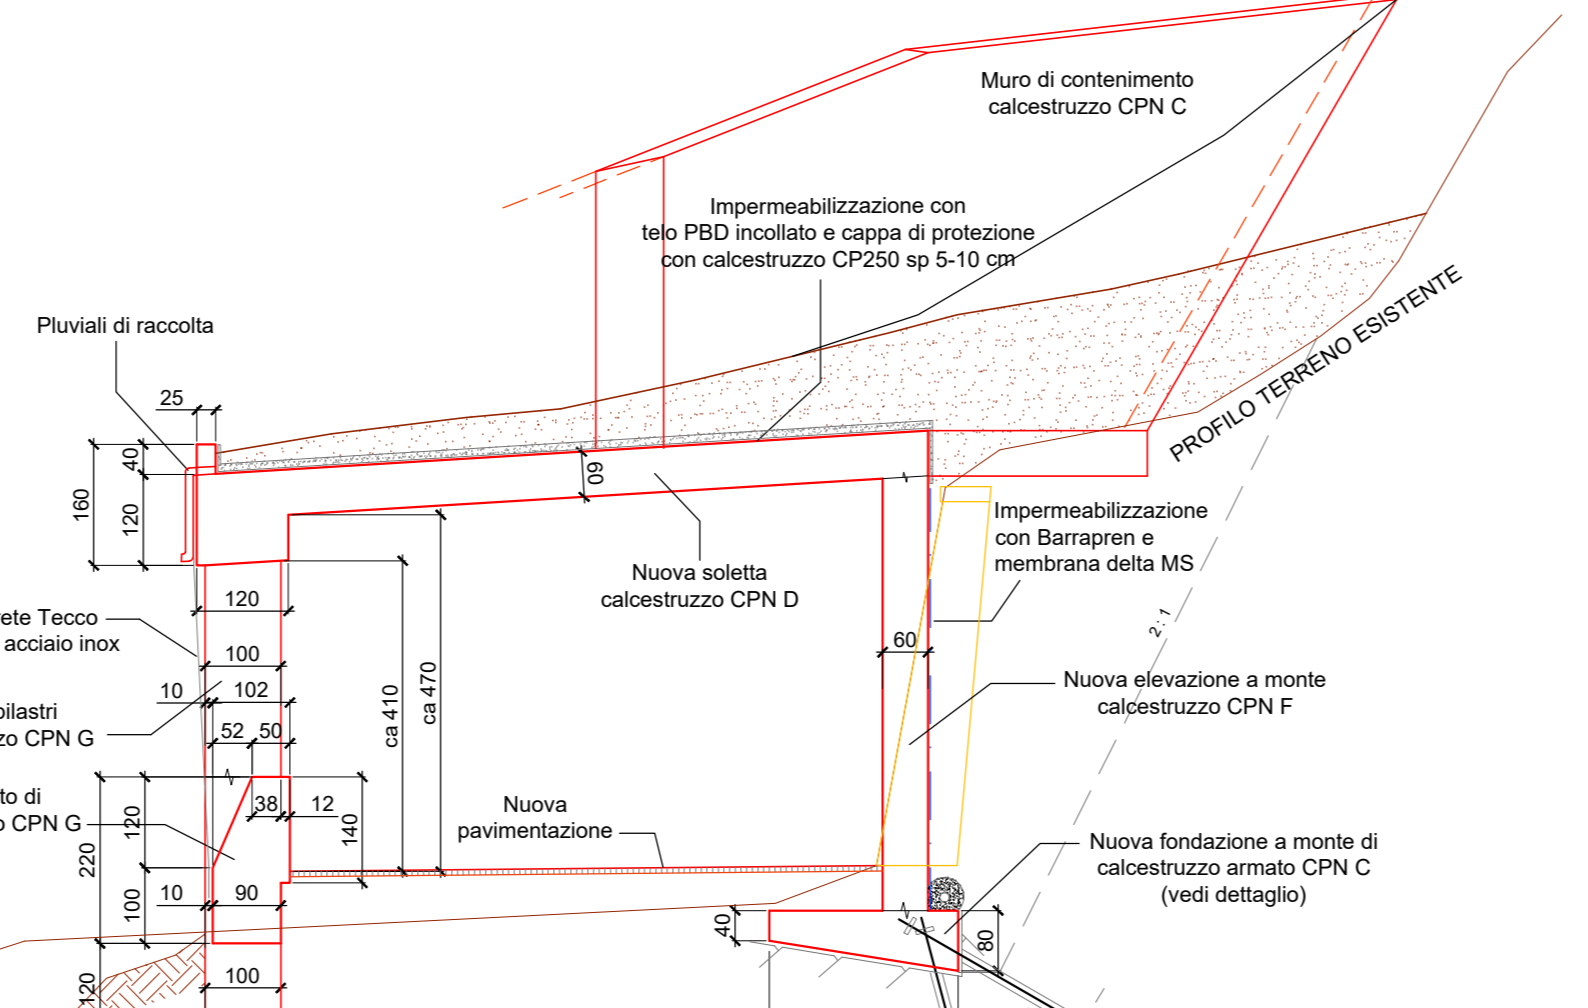 Muro di contenimento
calcestruzzo CPN C
Impermeabilizzazione con
telo PBD incollato e cappa di protezione
con calcestruzzo CP250 sp 5-10 cm
Pluviali di raccolta
PROFILO TERRENO ESISTENTE
25
40
160
120
60
Impermeabilizzazione
con Barrapren e
membrana delta MS
Nuova soletta
calcestruzzo CPN D
2:1
120
Tecco
acciaio inox
100
60
10
102
ca 410
ca 470
Nuova elevazione a monte
calcestruzzo CPN F
CPN G
52
50
di
CPN G
38
12
120
140
220
Nuova
pavimentazione
Nuova fondazione a monte di
calcestruzzo armato CPN C
(vedi dettaglio)
10
90
100
40
80
100
120